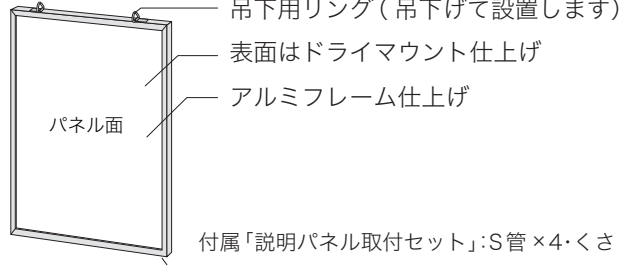 吊下用リング(吊下げて設置します)
表面はドライマウント仕上げ
アルミフレーム仕上げ
パネル面
付属「説明パネル取付セット」:S管×4・くさ